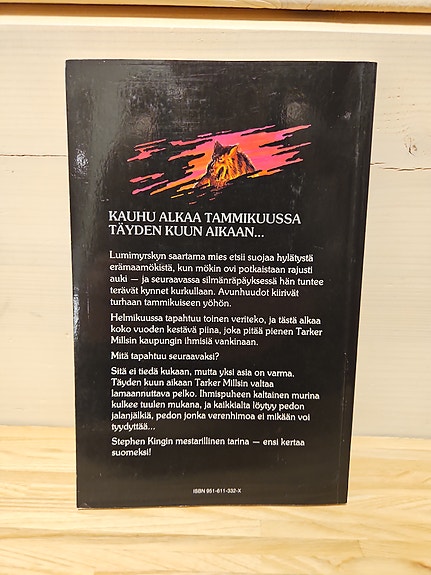 KAUHU ALKAA TAMMIKUUSSA
TÄYDEN KUUN AIKAAN...
Lumimyrskyn saartama mies etsii suojaa hylätystä
erämaamökistä, kun mökin ovi potkaistaan rajusti
auki — ja seuraavassa silmänräpäyksessä hän tuntee
terävät kynnet kurkullaan. Avunhuudot kiirivät
turhaan tammikuiseen yöhön.
Helmikuussa tapahtuu toinen veriteko, ja tästä alkaa
koko vuoden kestävä piina, joka pitää pienen Tarker
Millsin kaupungin ihmisiä vankinaan.
Mitä tapahtuu seuraavaksi?
Sitä ei tiedä kukaan, mutta yksi asia on varma.
Täyden kuun aikaan Tarker Millsin valtaa
lamaannuttava pelko. Ihmispuheen kaltainen murina
kulkee tuulen mukana, ja kaikkialta löytyy pedon
jalanjälkiä, pedon jonka verenhimoa ei mikään voi
tyydyttää...
Stephen Kingin mestarillinen tarina — ensi kertaa
suomeksi!
ISBN 951-611-332-X